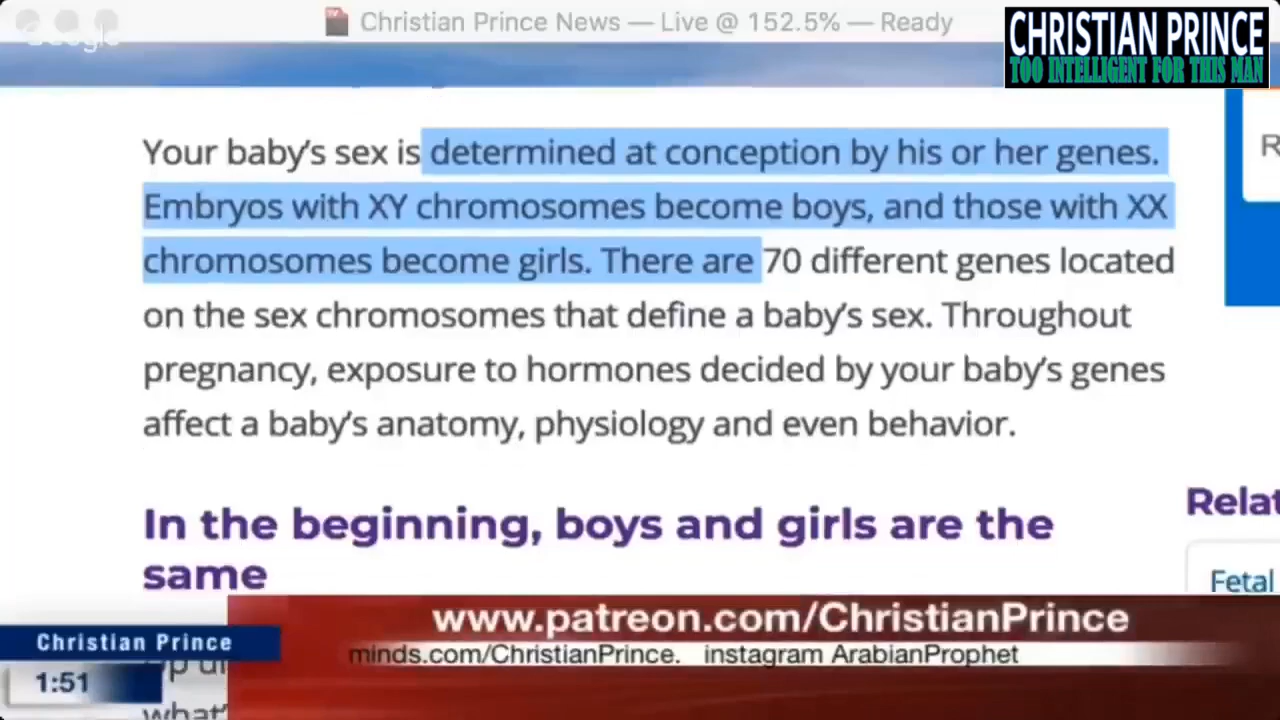 Christian Prince News — Live @ 152.5% — Ready
Google
CHRISTIAN PRINCE
TOO INTELLIGENT FOR THIS MAN
Your baby's sex is determined at conception by his or her genes.
Embryos with XY chromosomes become boys, and those with XX
chromosomes become girls. There are 70 different genes located
on the sex chromosomes that define a baby's sex. Throughout
pregnancy, exposure to hormones decided by your baby's genes
affect a baby's anatomy, physiology and even behavior.
In the beginning, boys and girls are the
same
Fetal
www.patreon.com/ChristianPrince
Christian Prince
minds.com/ChristianPrince. instagram ArabianProphet
1:51